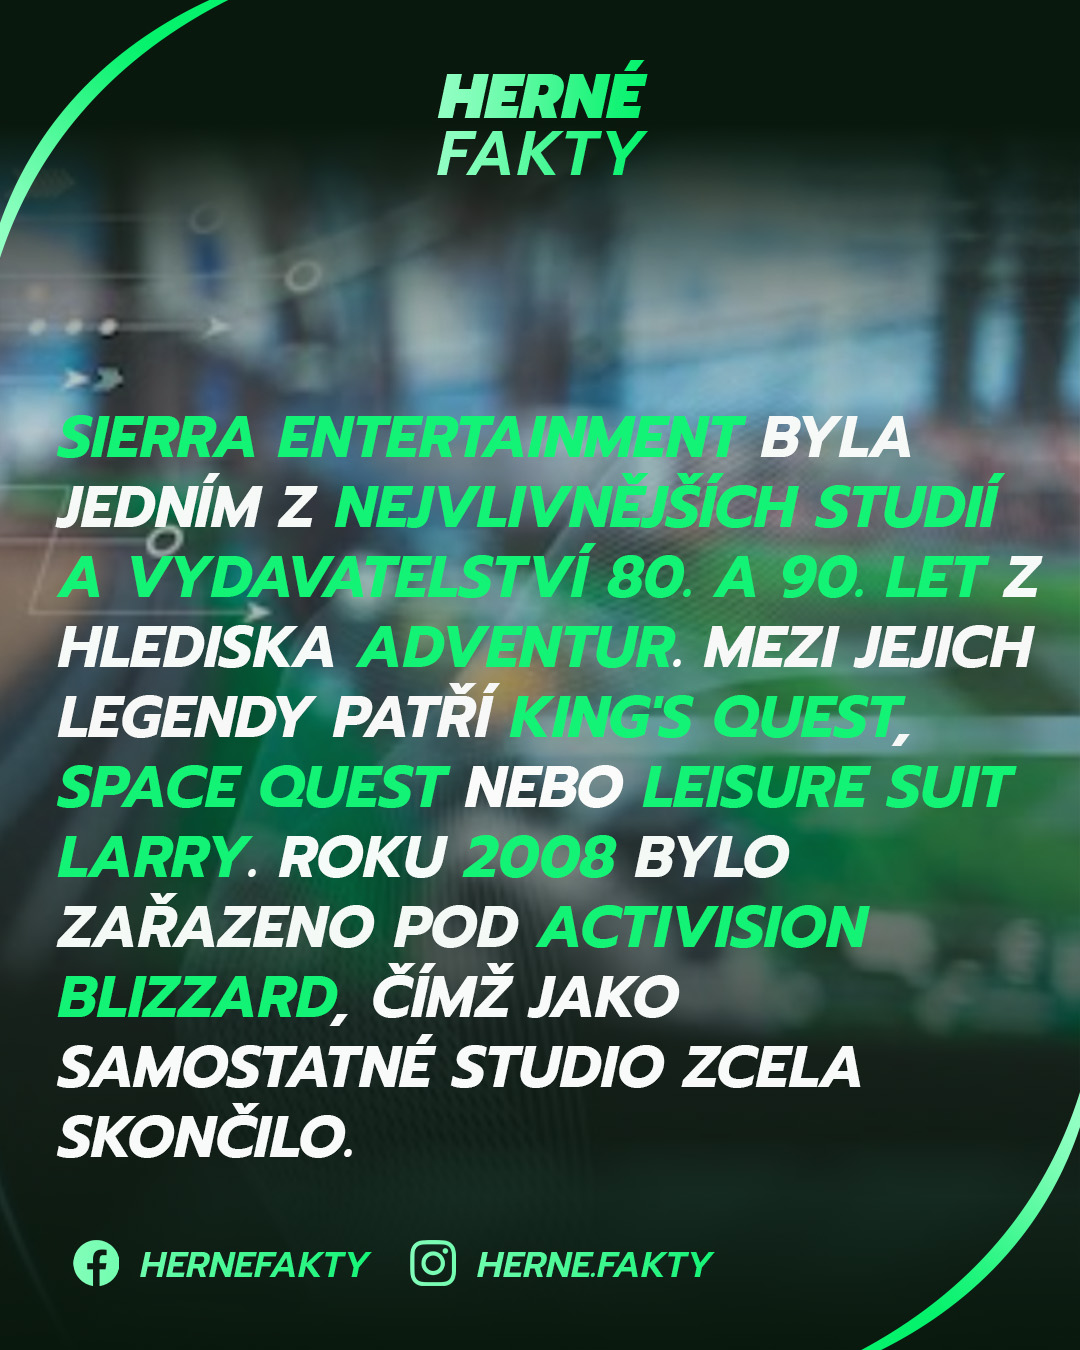 HERNÉ
FAKTY
SIERRA ENTERTAINMENT BYLA
JEDNÍM Z NEJVLIVNĚJŠÍCH STUDIÍ
A VYDAVATELSTVÍ 80. A 90. LET Z
HLEDISKA ADVENTUR. MEZI JEJICH
LEGENDY PATŘÍ KING'S QUEST,
SPACE QUEST NEBO LEISURE SUIT
LARRY. ROKU 2008 BYLO
ZAŘAZENO POD ACTIVISION
BLIZZARD, ČÍMŽ JAKO
SAMOSTATNÉ STUDIO ZCELA
SKONČILO.
HERNEFAKTY HERNE.FAKTY